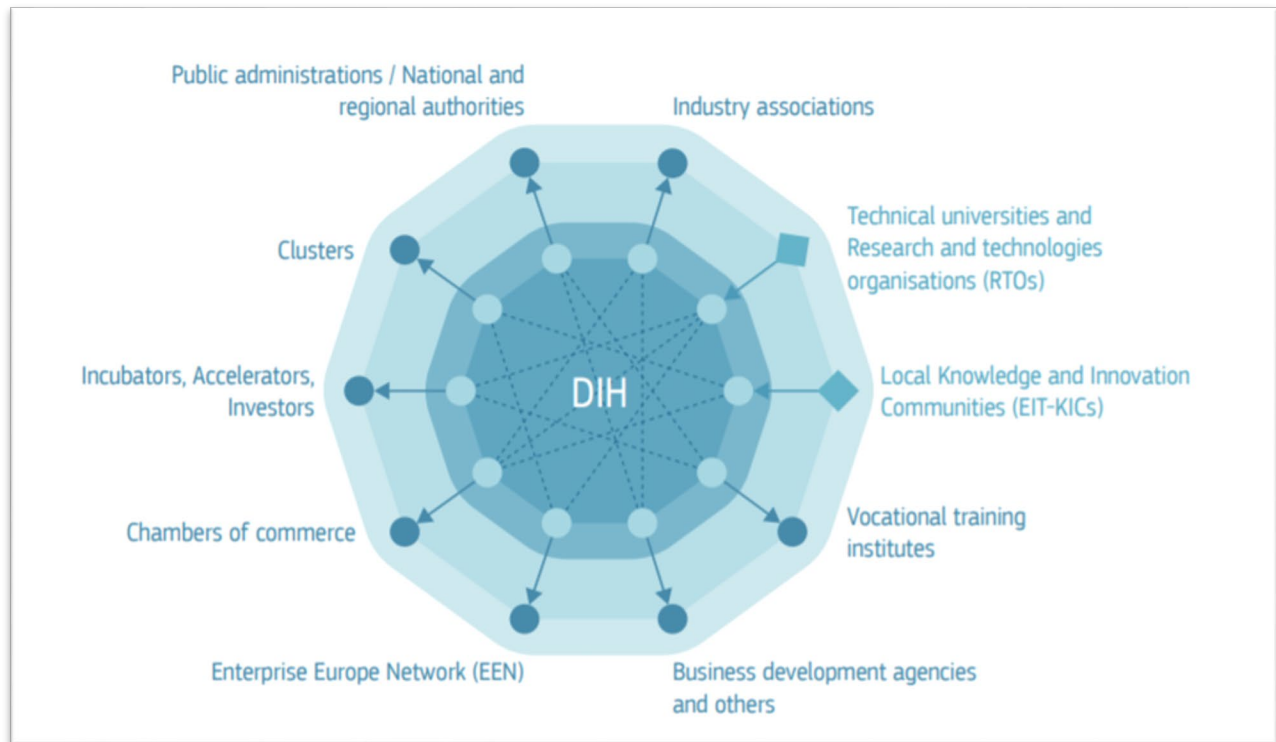 Public administrations / National and
regional authorities
Industry associations
Technical universities and
Research and technologies
organisations (RTOs)
Clusters
Incubators, Accelerators,
Investors
DIH
Local Knowledge and Innovation
Communities (EIT-KICs)
Chambers of commerce
Vocational training
institutes
Enterprise Europe Network (EEN)
Business development agencies
and others